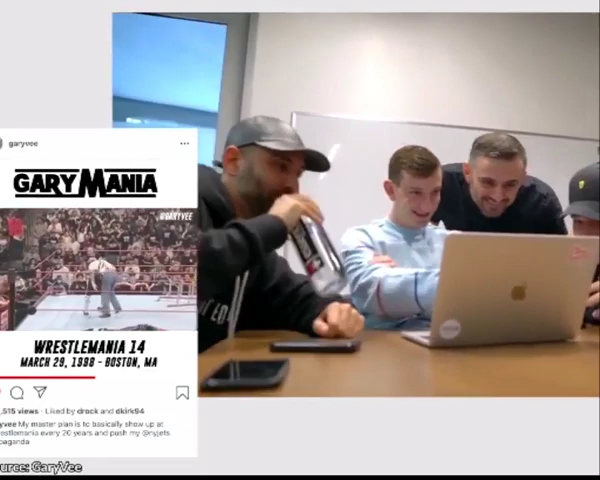 garyvee
GARYMANIA
@GARYVEE
WRESTLEMANIA 14
MARCH 29, 1998 - BOSTON, MA
,515 views · Liked by drock and dkirk94
yvee My master plan is to basically show up at
estlemania every 20 years and push my @nyjets
paganda
urce: GaryVee